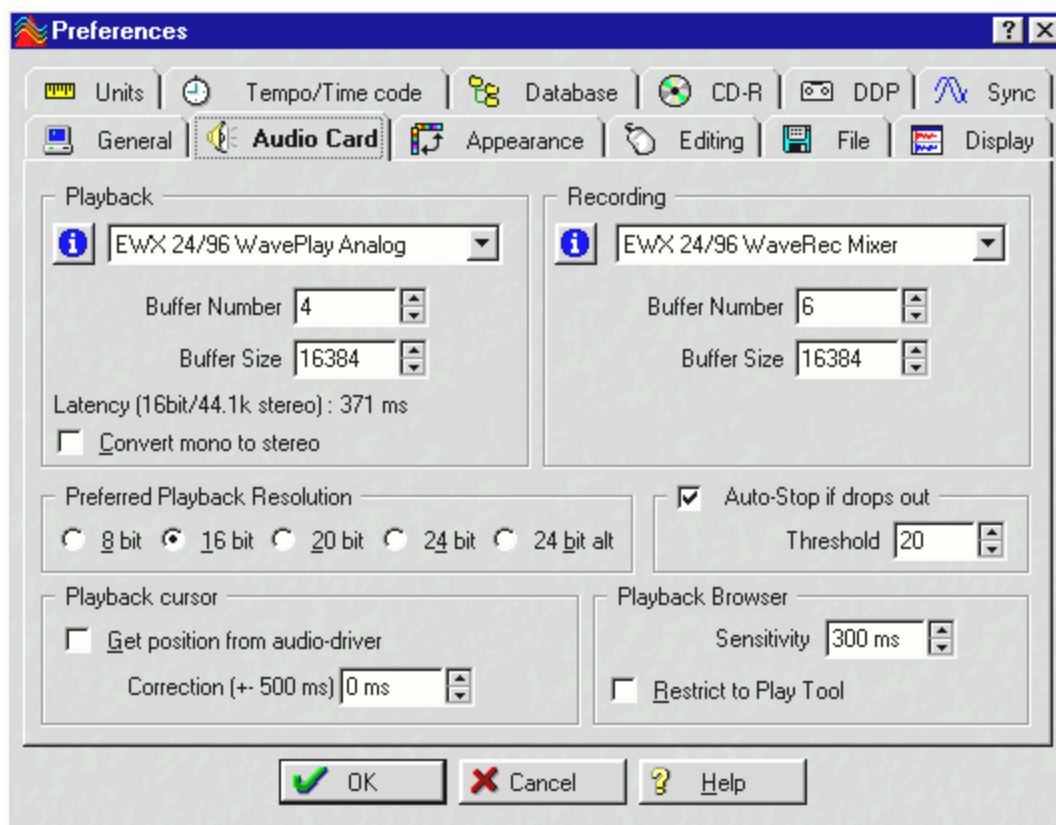 Preferences
Units Tempo/Time code Database CD-R DDP Sync
General Audio Card Appearance Editing File Display
Playback
EWX 24/96 WavePlay Analog
Buffer Number 4
Buffer Size 16384
Latency (16bit/44.1k stereo) : 371 ms
Convert mono to stereo
Recording
EWX 24/96 WaveRec Mixer
Buffer Number 6
Buffer Size 16384
Preferred Playback Resolution
8 bit 16 bit 20 bit 24 bit 24 bit alt
Auto-Stop if drops out
Threshold 20
Playback cursor
Get position from audio-driver
Correction (+- 500 ms) 0 ms
Playback Browser
Sensitivity 300 ms
Restrict to Play Tool
OK Cancel Help